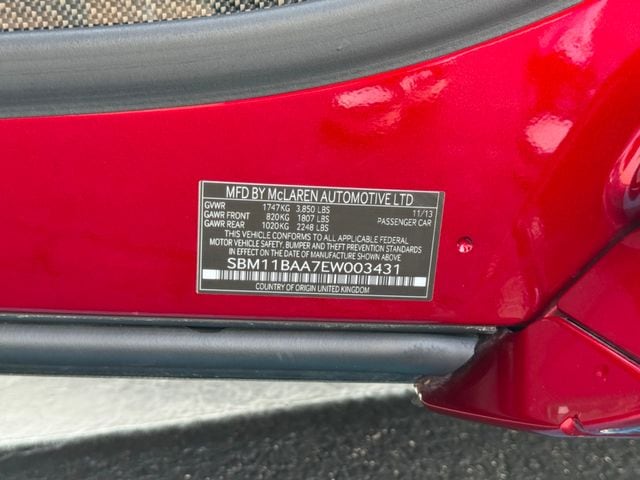 MFD BY McLAREN AUTOMOTIVE LTD
GVWR 1747KG 3,850 LBS 11/13
GAWR FRONT 820KG 1807 LBS PASSENGER CAR
GAWR REAR 1020KG 2248 LBS
THIS VEHICLE CONFORMS TO ALL APPLICABLE FEDERAL
MOTOR VEHICLE SAFETY, BUMPER AND THEFT PREVENTION STANDARDS
IN EFFECT ON THE DATE OF MANUFACTURE SHOWN ABOVE
SBM11BAA7EW003431
COUNTRY OF ORIGIN UNITED KINGDOM